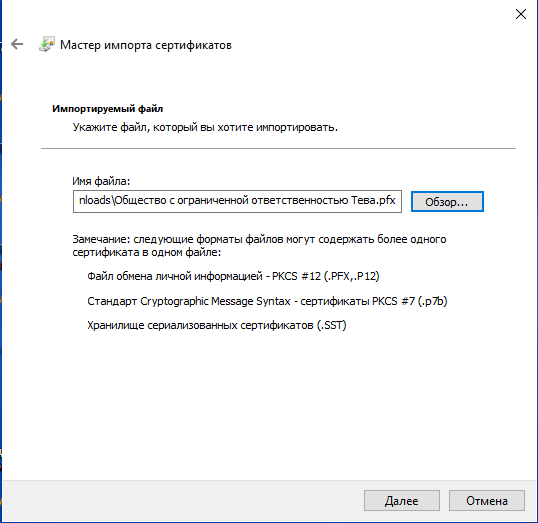 Мастер импорта сертификатов
Импортируемый файл
Укажите файл, который вы хотите импортировать.
Имя файла:
nloads\Общество с ограниченной ответственностью Тева.pfx
Обзор...
Замечание: следующие форматы файлов могут содержать более одного
сертификата в одном файле:
Файл обмена личной информацией - PKCS #12 (.PFX,.P12)
Стандарт Cryptographic Message Syntax - сертификаты PKCS #7 (.p7b)
Хранилище сериализованных сертификатов (.SST)
Далее
Отмена